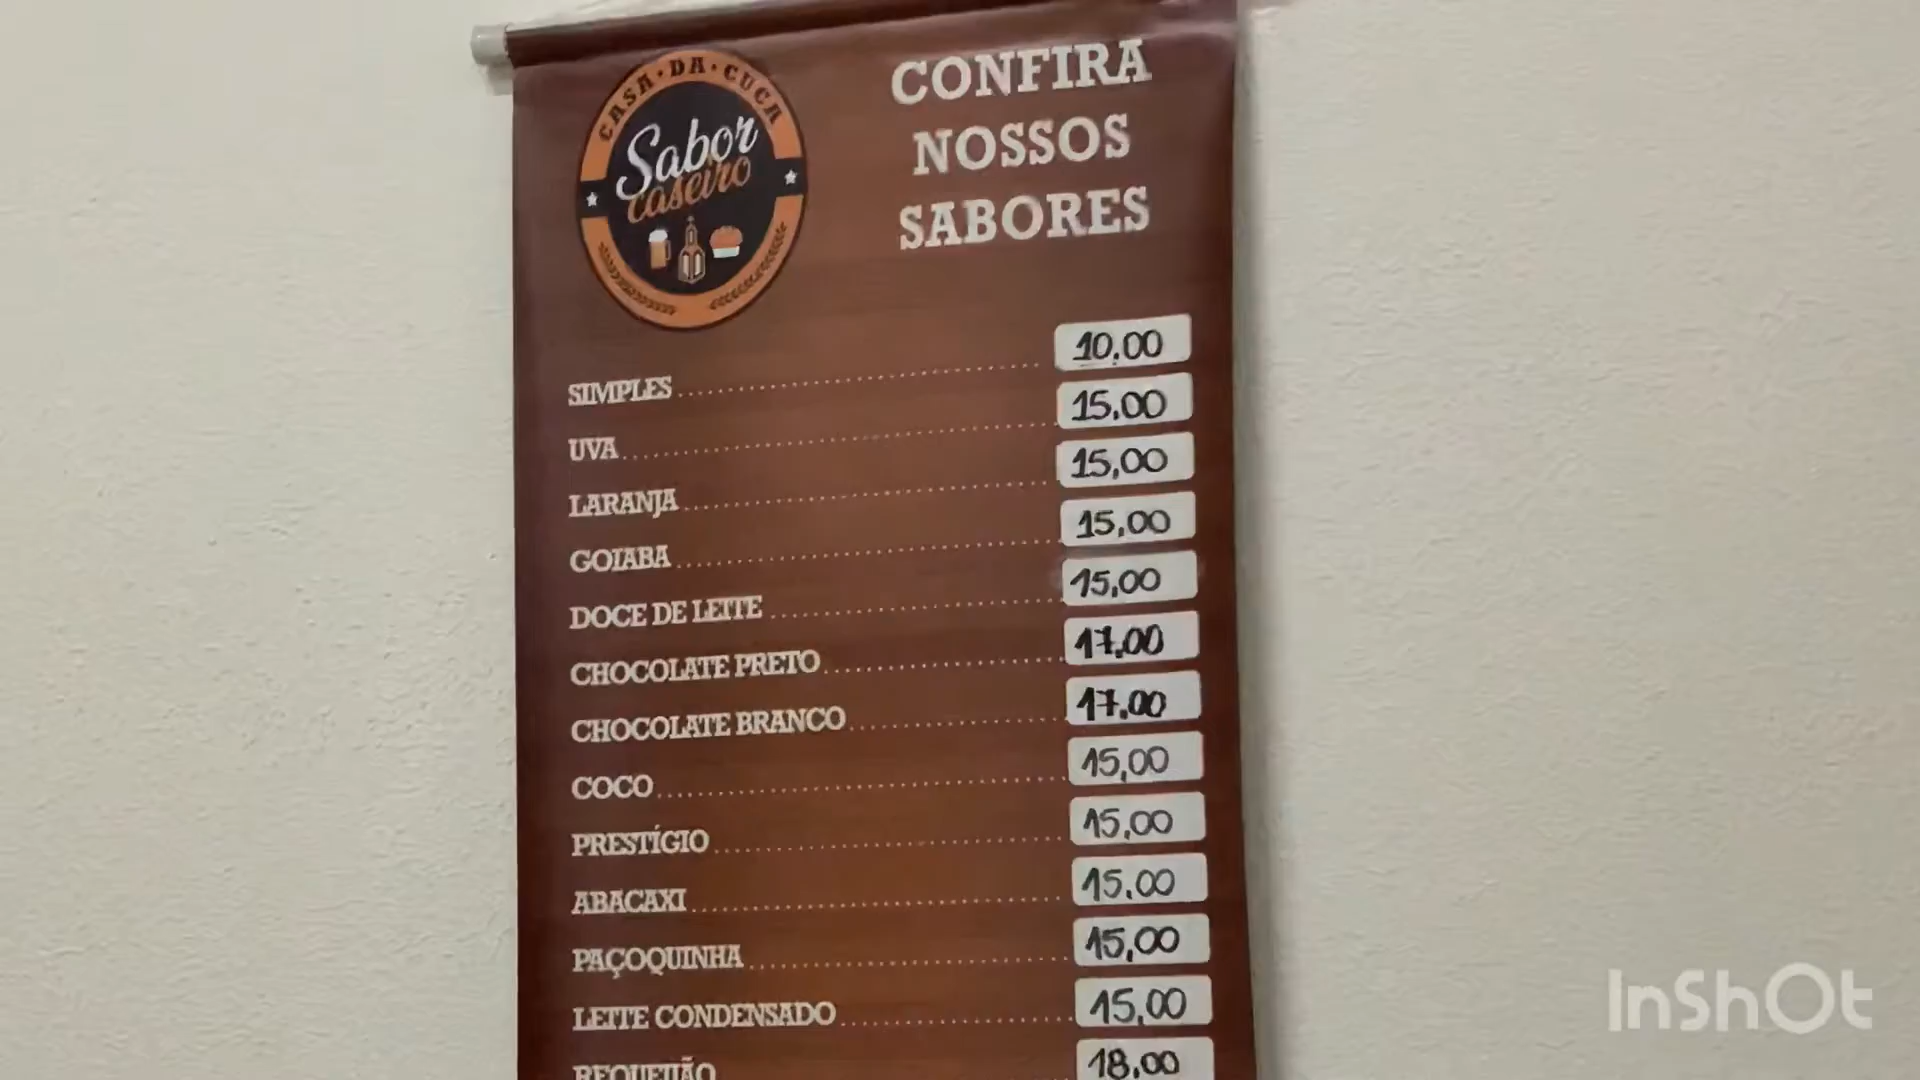 CASA · DA · CUCA
Sabor
caseiro
CONFIRA
NOSSOS
SABORES
SIMPLES 10,00
UVA 15,00
LARANJA 15,00
GOIABA 15,00
DOCE DE LEITE 15,00
CHOCOLATE PRETO 17,00
CHOCOLATE BRANCO 17,00
COCO 15,00
PRESTÍGIO 15,00
ABACAXI 15,00
PAÇOQUINHA 15,00
LEITE CONDENSADO 15,00
REQUEIJÃO 18,00
InShOt